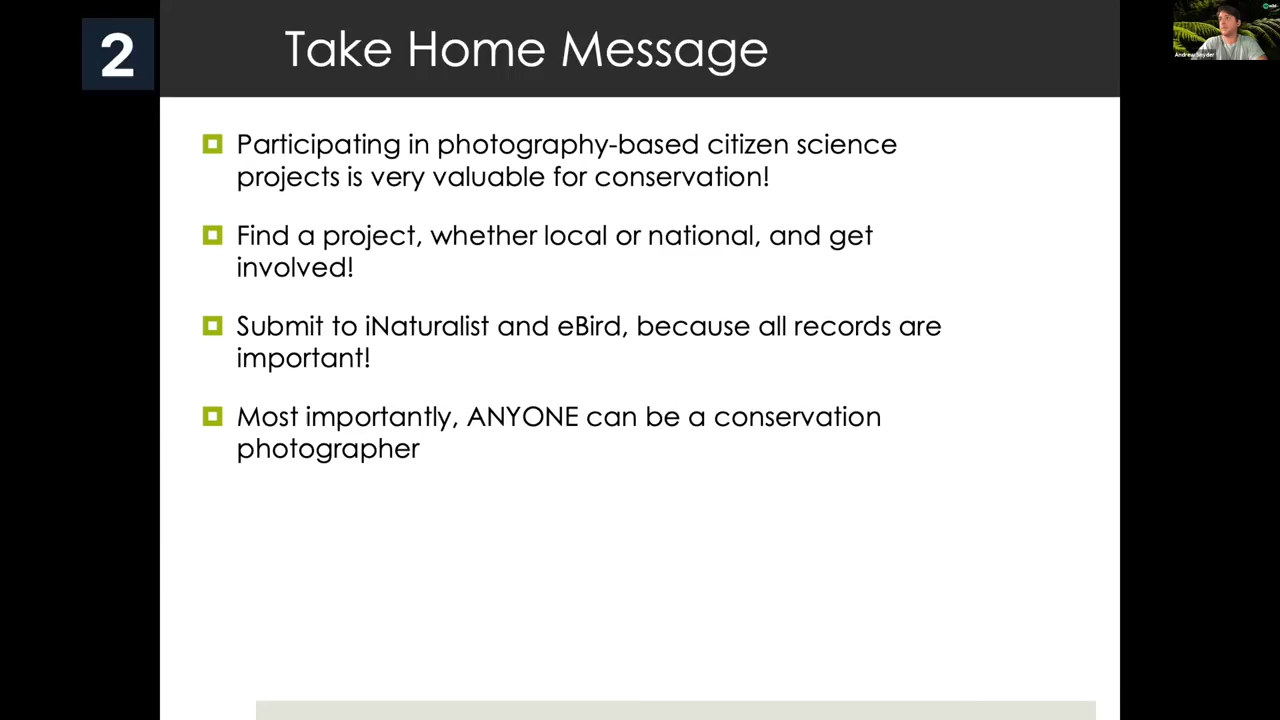 2
Take Home Message
Participating in photography-based citizen science
projects is very valuable for conservation!
Find a project, whether local or national, and get
involved!
Submit to iNaturalist and eBird, because all records are
important!
Most importantly, ANYONE can be a conservation
photographer
Andrew Snyder